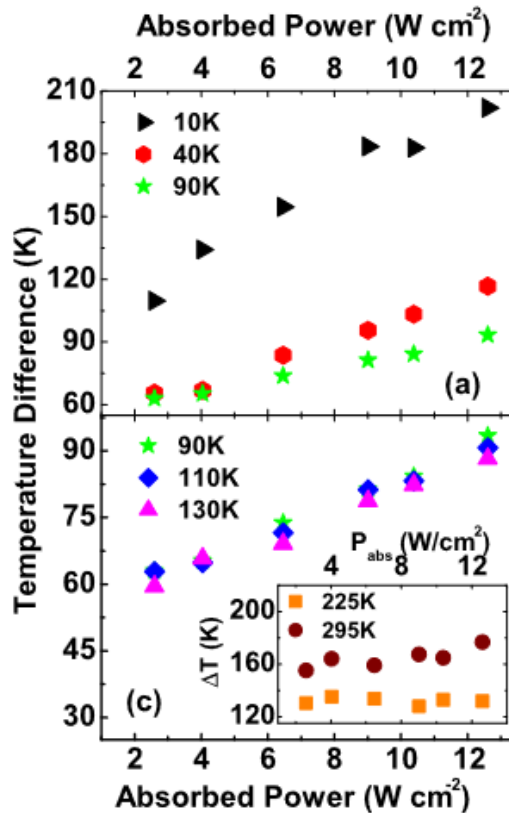 Absorbed Power (W cm-2)
2 4 6 8 10 12
210
180
150
120
90
60
10K
40K
90K
(a)
Temperature Difference (K)
90
75
60
45
30
90K
110K
130K
(c)
Pabs (W/cm2)
4 8 12
225K
295K
ΔT (K)
200
160
120
2 4 6 8 10 12
Absorbed Power (W cm-2)